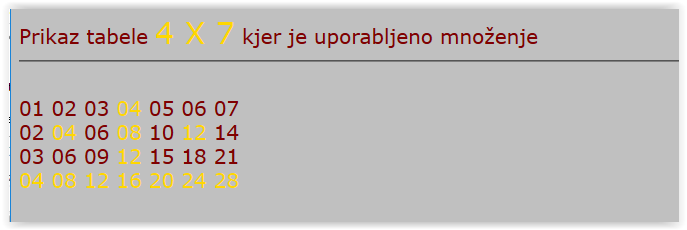 Prikaz tabele 4 X 7 kjer je uporabljeno množenje
01 02 03 04 05 06 07
02 04 06 08 10 12 14
03 06 09 12 15 18 21
04 08 12 16 20 24 28